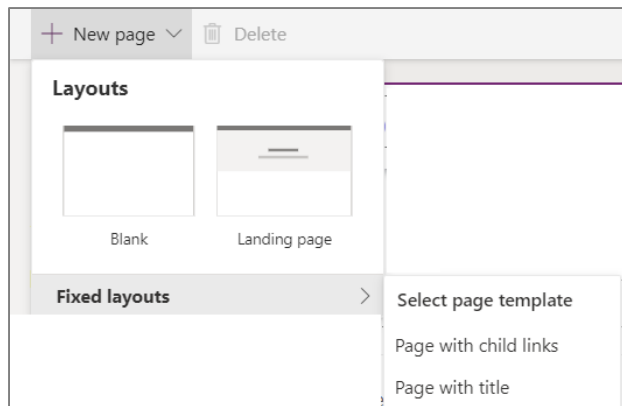 New page Delete
Layouts
Blank Landing page
Fixed layouts
Select page template
Page with child links
Page with title